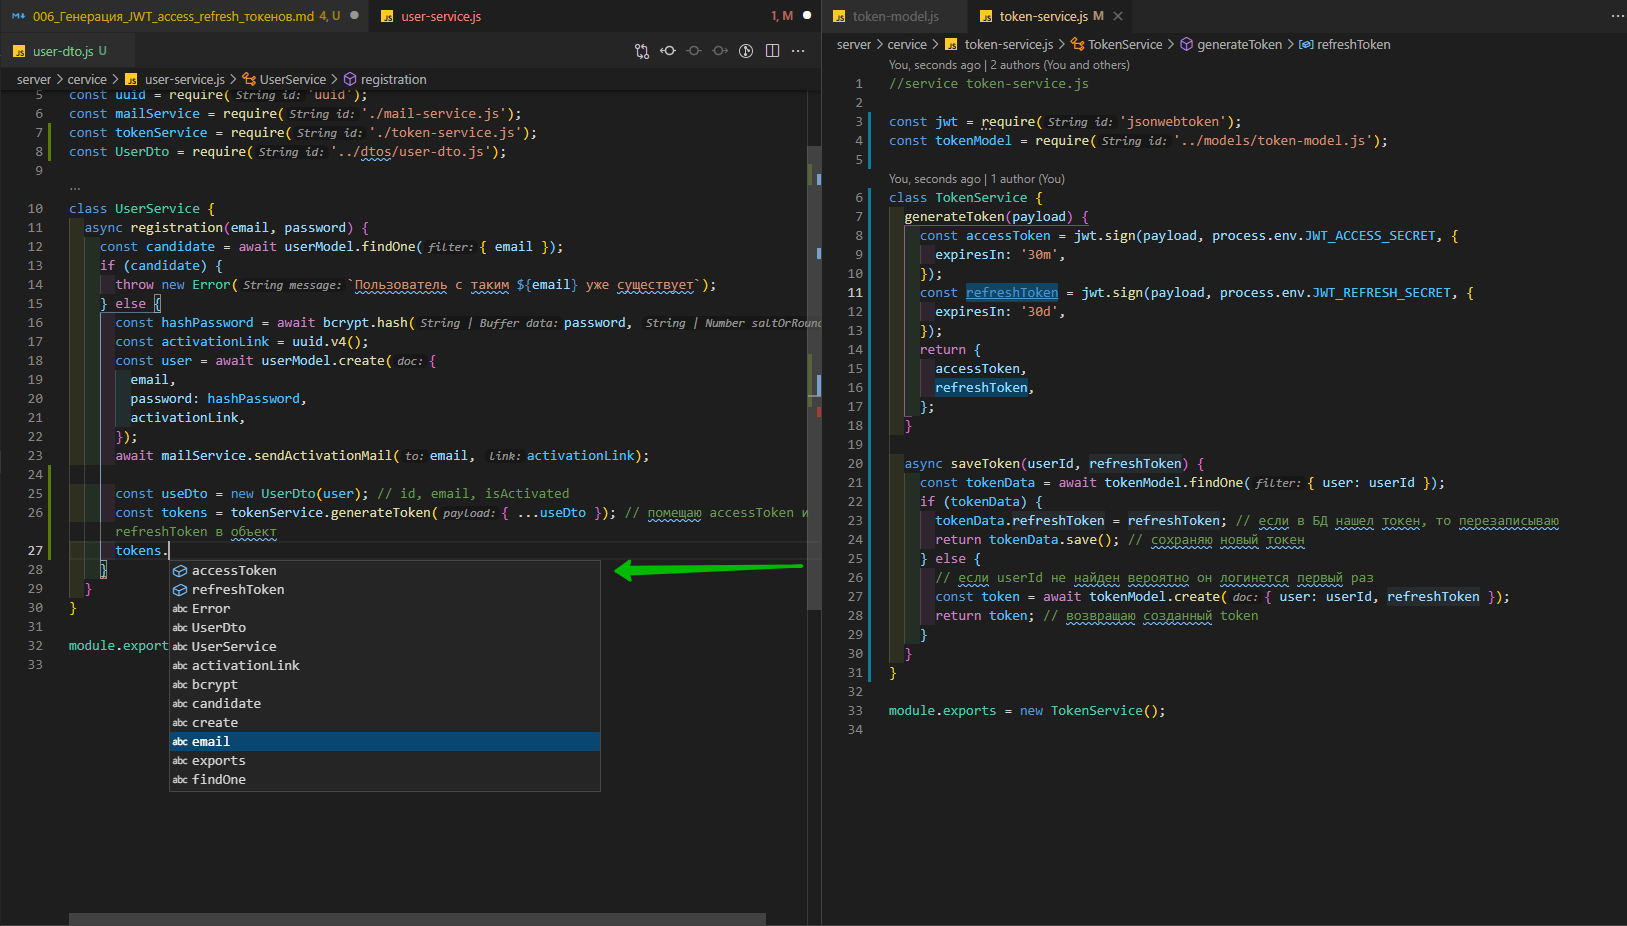 006_Генерация_JWT_access_refresh_токенов.md 4, U
user-service.js 1, M
user-dto.js U
server > cervice > user-service.js > UserService > registration
5 const uuid = require(String id: 'uuid');
6 const mailService = require(String id: './mail-service.js');
7 const tokenService = require(String id: './token-service.js');
8 const UserDto = require(String id: '../dtos/user-dto.js');
9
...
10 class UserService {
11 async registration(email, password) {
12 const candidate = await userModel.findOne(filter: { email });
13 if (candidate) {
14 throw new Error(String message: `Пользователь с таким ${email} уже существует`);
15 } else {
16 const hashPassword = await bcrypt.hash(String | Buffer data: password, String | Number saltOrRoun
17 const activationLink = uuid.v4();
18 const user = await userModel.create(doc: {
19 email,
20 password: hashPassword,
21 activationLink,
22 });
23 await mailService.sendActivationMail(to: email, link: activationLink);
24
25 const useDto = new UserDto(user); // id, email, isActivated
26 const tokens = tokenService.generateToken(payload: { ...useDto }); // помещаю accessToken и
refreshToken в объект
27 tokens.
28 }
29 }
30 }
31
32 module.export
33
accessToken
refreshToken
abc Error
abc UserDto
abc UserService
abc activationLink
abc bcrypt
abc candidate
abc create
abc email
abc exports
abc findOne
token-model.js
token-service.js M
server > cervice > token-service.js > TokenService > generateToken > refreshToken
You, seconds ago | 2 authors (You and others)
1 //service token-service.js
2
3 const jwt = require(String id: 'jsonwebtoken');
4 const tokenModel = require(String id: '../models/token-model.js');
5
You, seconds ago | 1 author (You)
6 class TokenService {
7 generateToken(payload) {
8 const accessToken = jwt.sign(payload, process.env.JWT_ACCESS_SECRET, {
9 expiresIn: '30m',
10 });
11 const refreshToken = jwt.sign(payload, process.env.JWT_REFRESH_SECRET, {
12 expiresIn: '30d',
13 });
14 return {
15 accessToken,
16 refreshToken,
17 };
18 }
19
20 async saveToken(userId, refreshToken) {
21 const tokenData = await tokenModel.findOne(filter: { user: userId });
22 if (tokenData) {
23 tokenData.refreshToken = refreshToken; // если в БД нашел токен, то перезаписываю
24 return tokenData.save(); // сохраняю новый токен
25 } else {
26 // если userId не найден вероятно он логинется первый раз
27 const token = await tokenModel.create(doc: { user: userId, refreshToken });
28 return token; // возвращаю созданный token
29 }
30 }
31 }
32
33 module.exports = new TokenService();
34